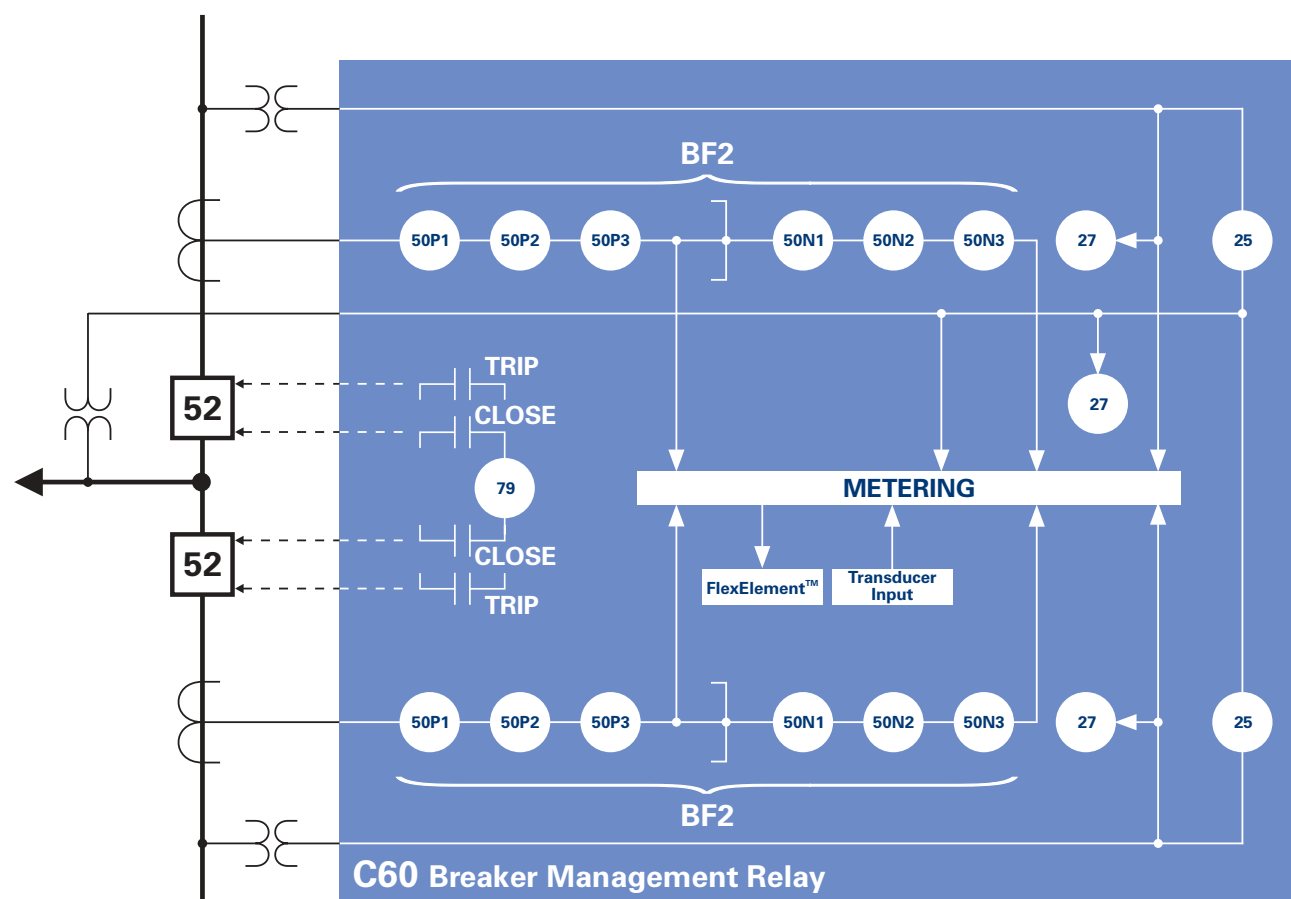 BF2
50P1 50P2 50P3 50N1 50N2 50N3 27 25
TRIP
52
CLOSE
27
79
METERING
52
CLOSE
FlexElement™
Transducer
Input
TRIP
50P1 50P2 50P3 50N1 50N2 50N3 27 25
BF2
C60 Breaker Management Relay